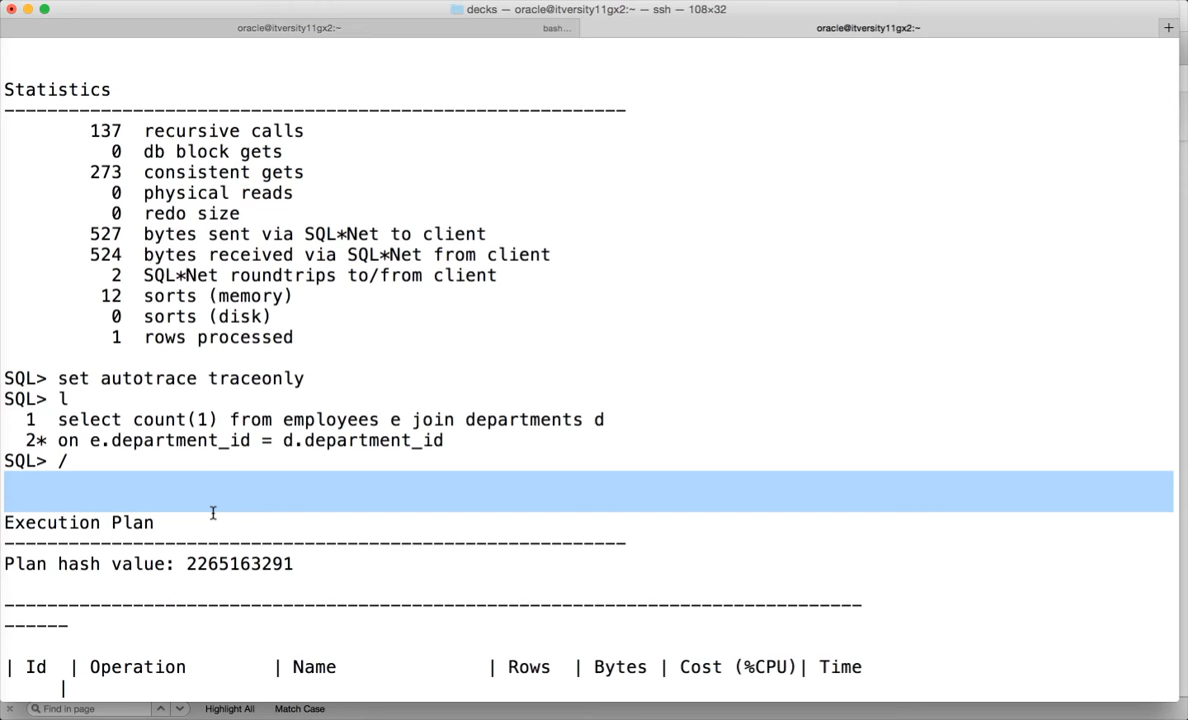 decks — oracle@itversity11gx2:~ — ssh — 108×32
oracle@itversity11gx2:~ bash... oracle@itversity11gx2:~ +
Statistics
----------------------------------------------------------
137 recursive calls
0 db block gets
273 consistent gets
0 physical reads
0 redo size
527 bytes sent via SQL*Net to client
524 bytes received via SQL*Net from client
2 SQL*Net roundtrips to/from client
12 sorts (memory)
0 sorts (disk)
1 rows processed
SQL> set autotrace traceonly
SQL> l
1 select count(1) from employees e join departments d
2* on e.department_id = d.department_id
SQL> /
Execution Plan
----------------------------------------------------------
Plan hash value: 2265163291
--------------------------------------------------------------------------------
------
| Id | Operation | Name | Rows | Bytes | Cost (%CPU)| Time
|
Find in page Highlight All Match Case